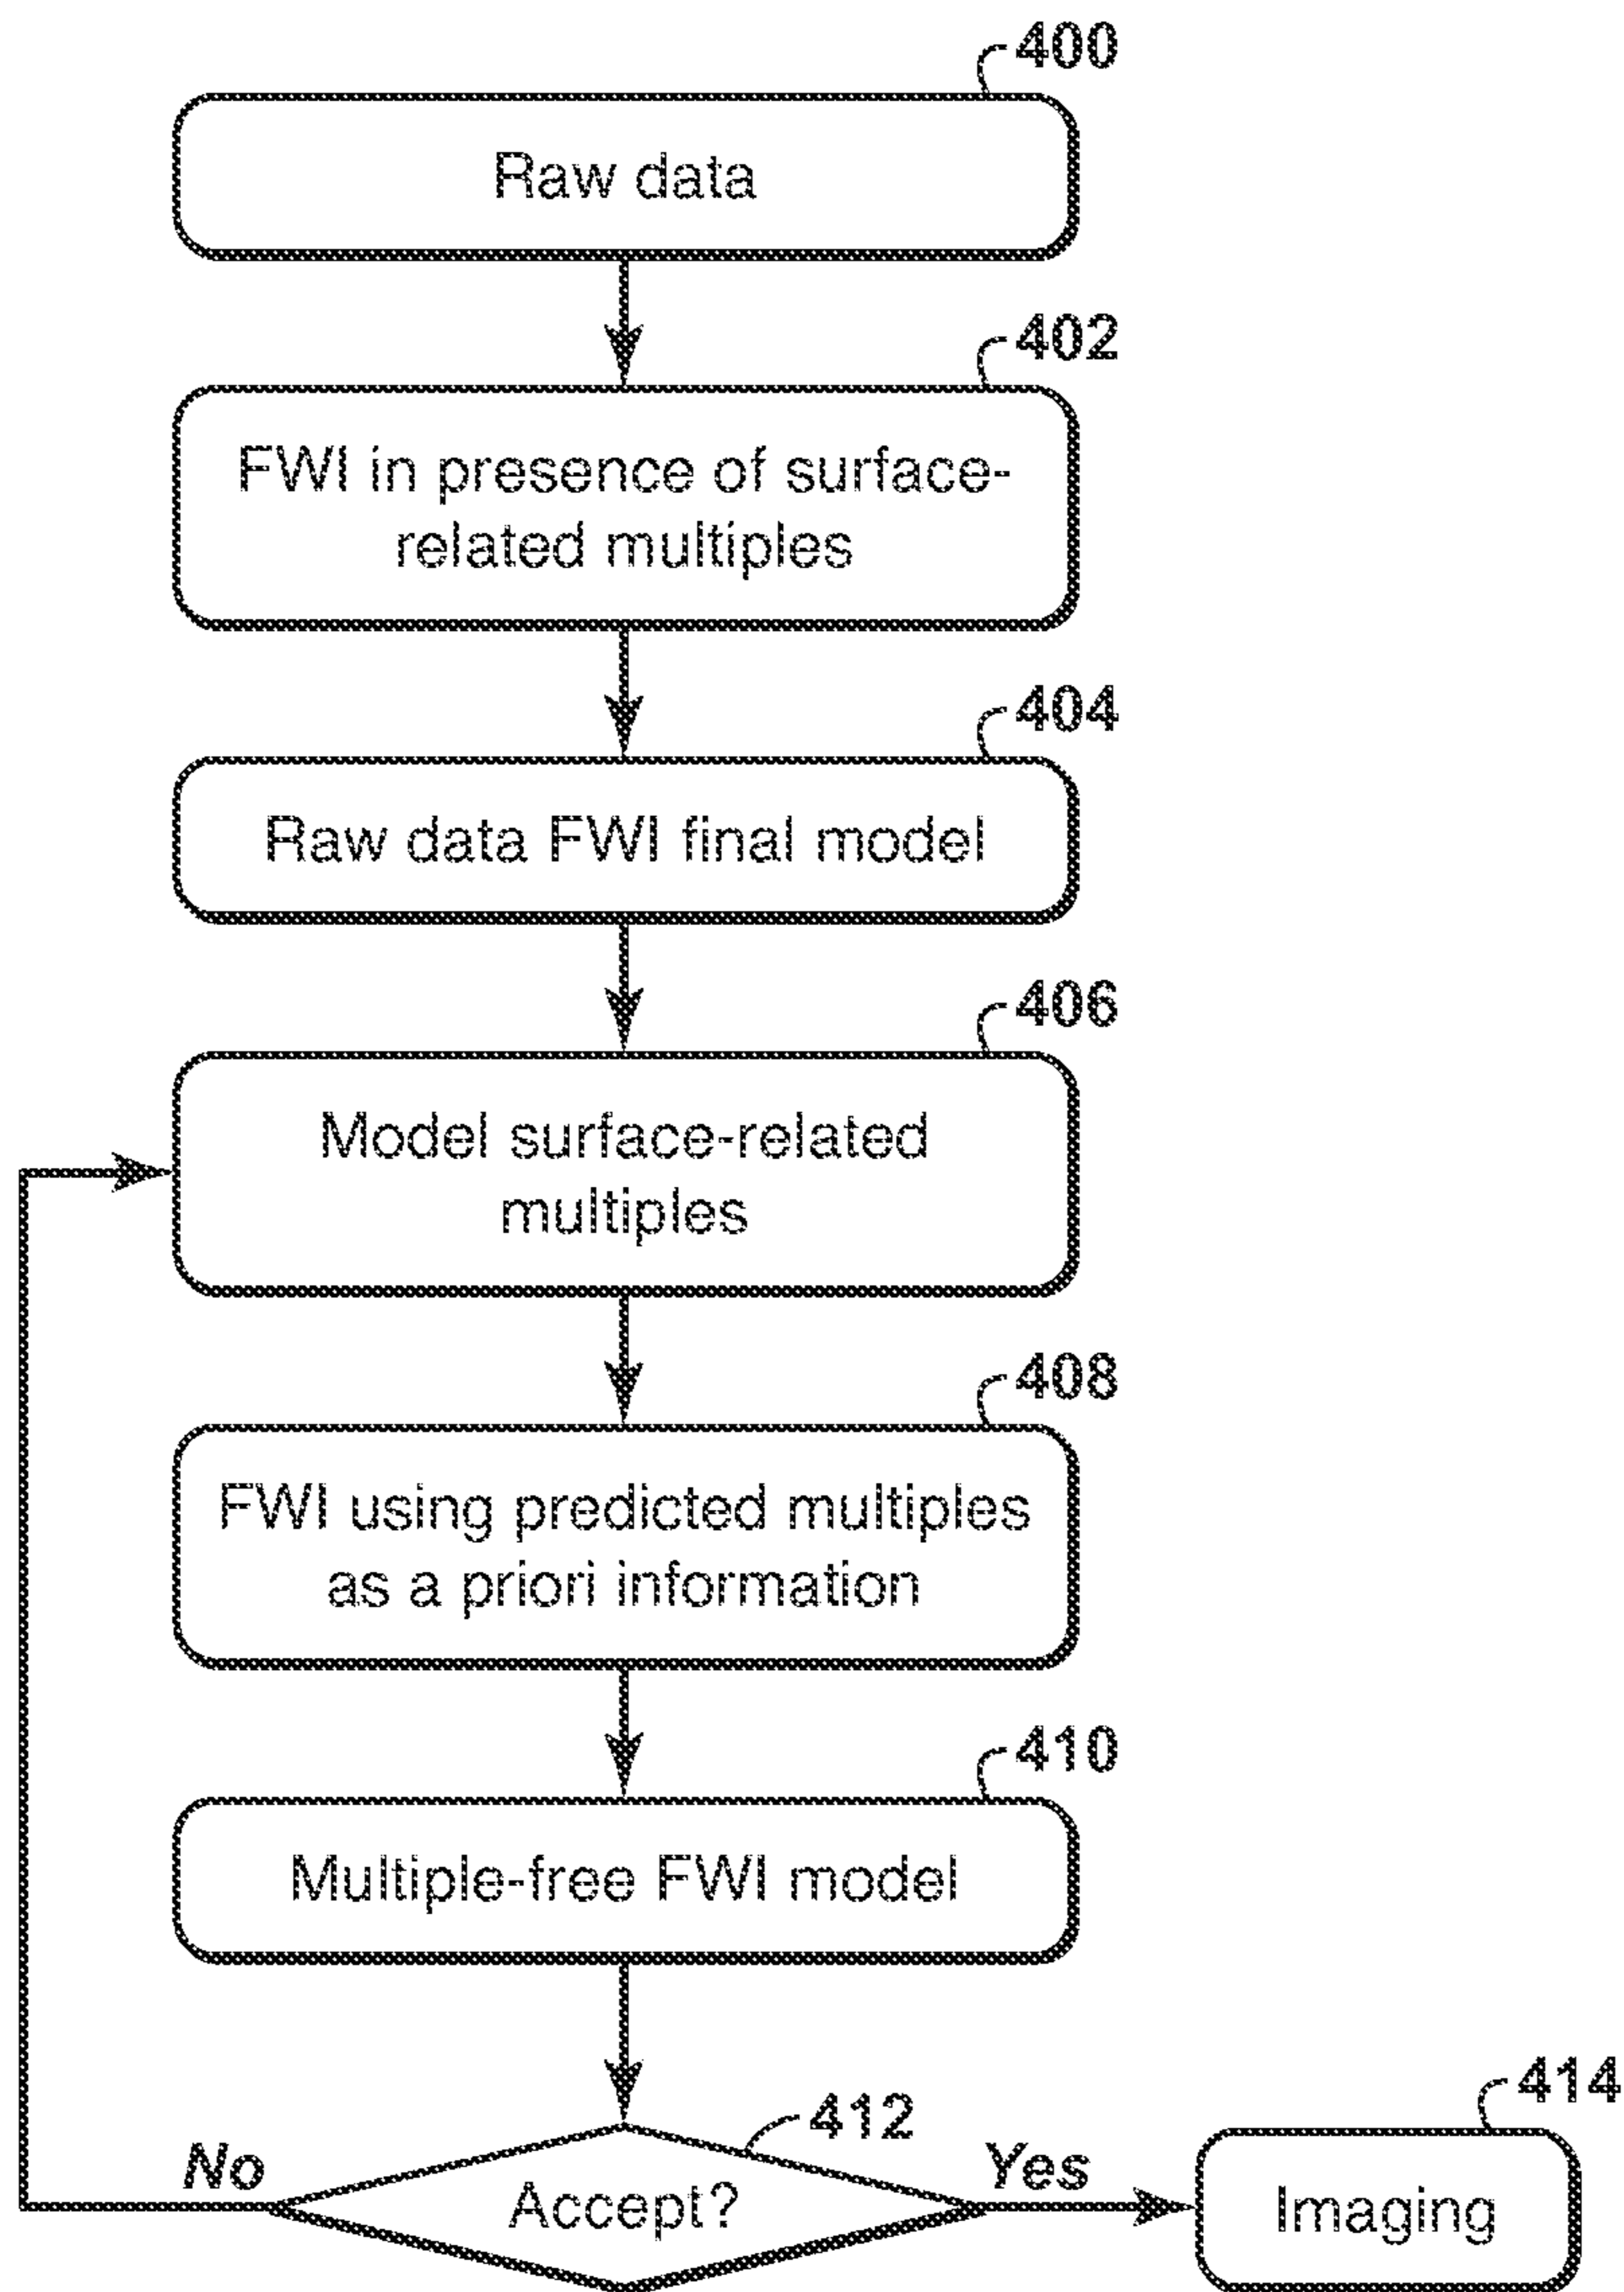 400
Raw data
402
FWI in presence of surface-
related multiples
404
Raw data FWI final model
406
Model surface-related
multiples
408
FWI using predicted multiples
as a priori information
410
Multiple-free FWI model
412
414
No
Accept?
Yes
Imaging